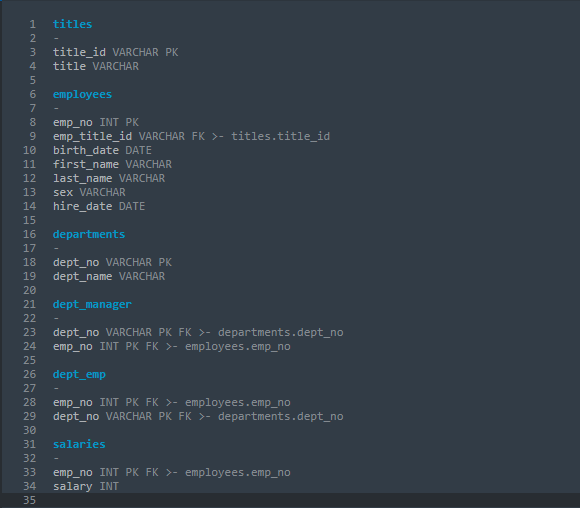 1 titles
2 -
3 title_id VARCHAR PK
4 title VARCHAR
5
6 employees
7 -
8 emp_no INT PK
9 emp_title_id VARCHAR FK >- titles.title_id
10 birth_date DATE
11 first_name VARCHAR
12 last_name VARCHAR
13 sex VARCHAR
14 hire_date DATE
15
16 departments
17 -
18 dept_no VARCHAR PK
19 dept_name VARCHAR
20
21 dept_manager
22 -
23 dept_no VARCHAR PK FK >- departments.dept_no
24 emp_no INT PK FK >- employees.emp_no
25
26 dept_emp
27 -
28 emp_no INT PK FK >- employees.emp_no
29 dept_no VARCHAR PK FK >- departments.dept_no
30
31 salaries
32 -
33 emp_no INT PK FK >- employees.emp_no
34 salary INT
35